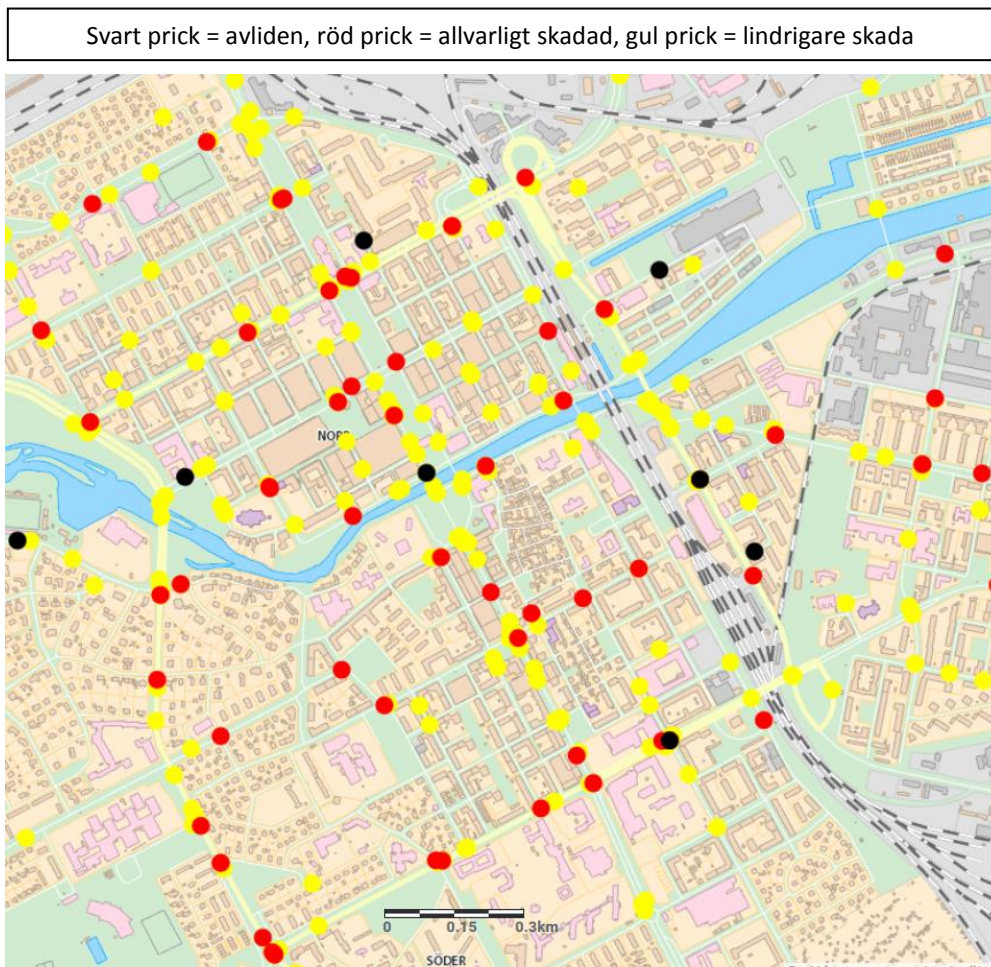 Svart prick = avliden, röd prick = allvarligt skadad, gul prick = lindrigare skada
NORR
0 0.15 0.3km
SÖDER